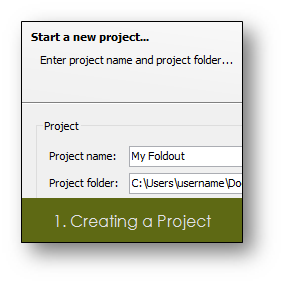 Start a new project...
Enter project name and project folder...
Project
Project name: My Foldout
Project folder: C:\Users\username\Do
1. Creating a Project